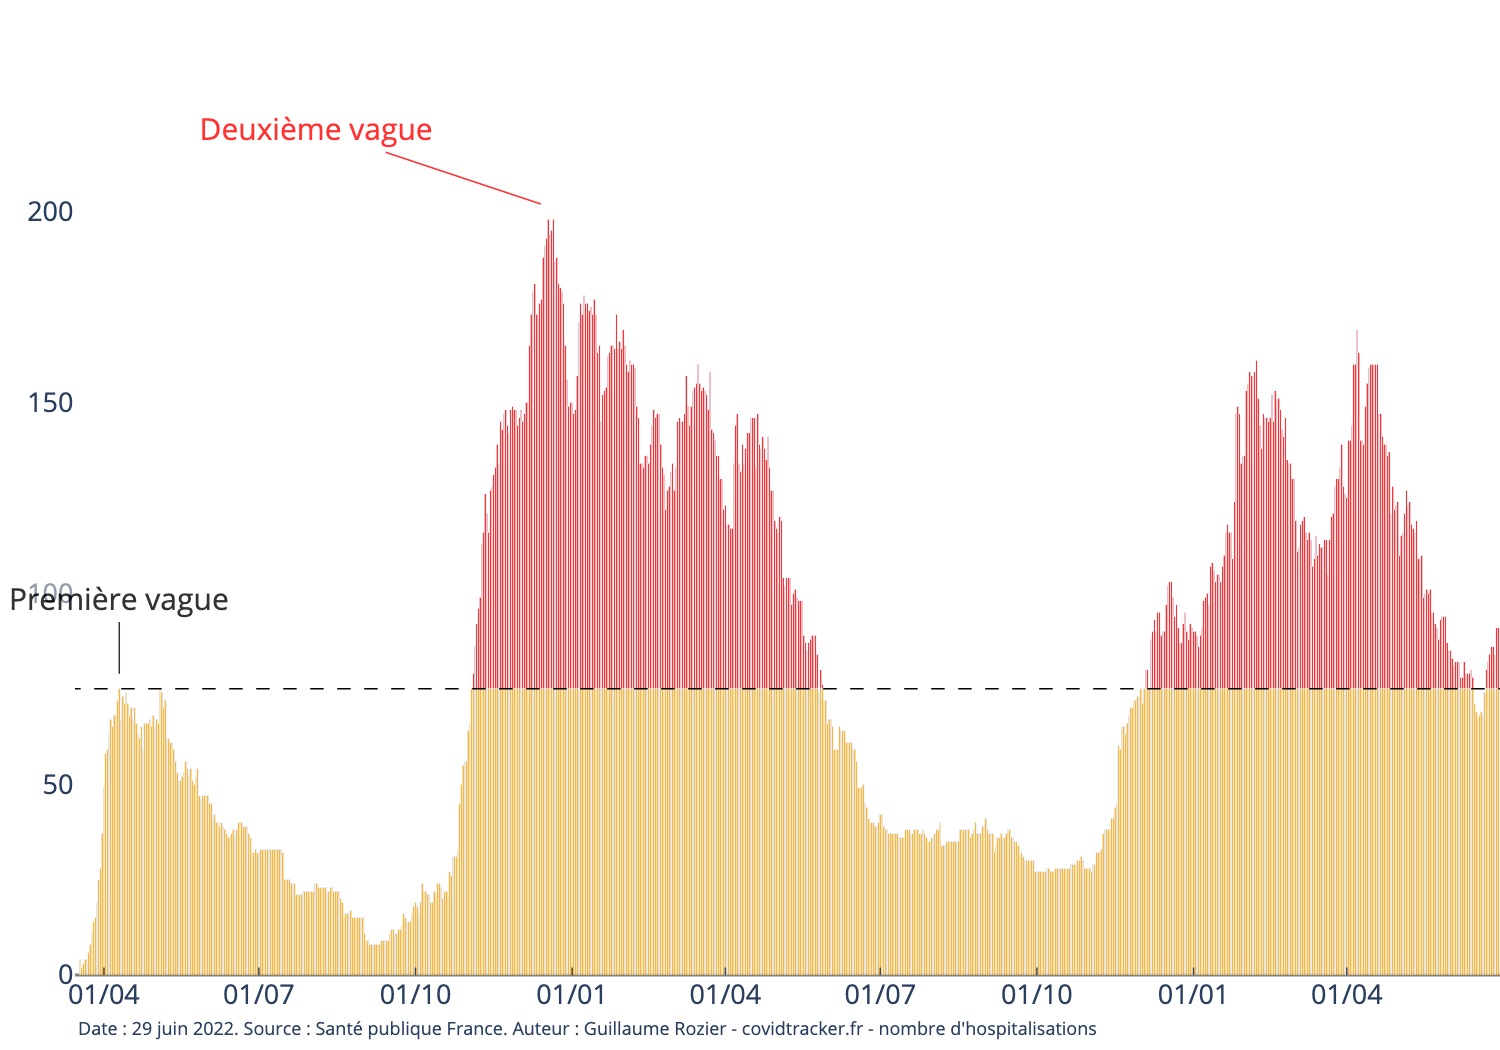 Deuxième vague
200
150
100
Première vague
50
0
01/04 01/07 01/10 01/01 01/04 01/07 01/10 01/01 01/04
Date : 29 juin 2022. Source : Santé publique France. Auteur : Guillaume Rozier - covidtracker.fr - nombre d'hospitalisations